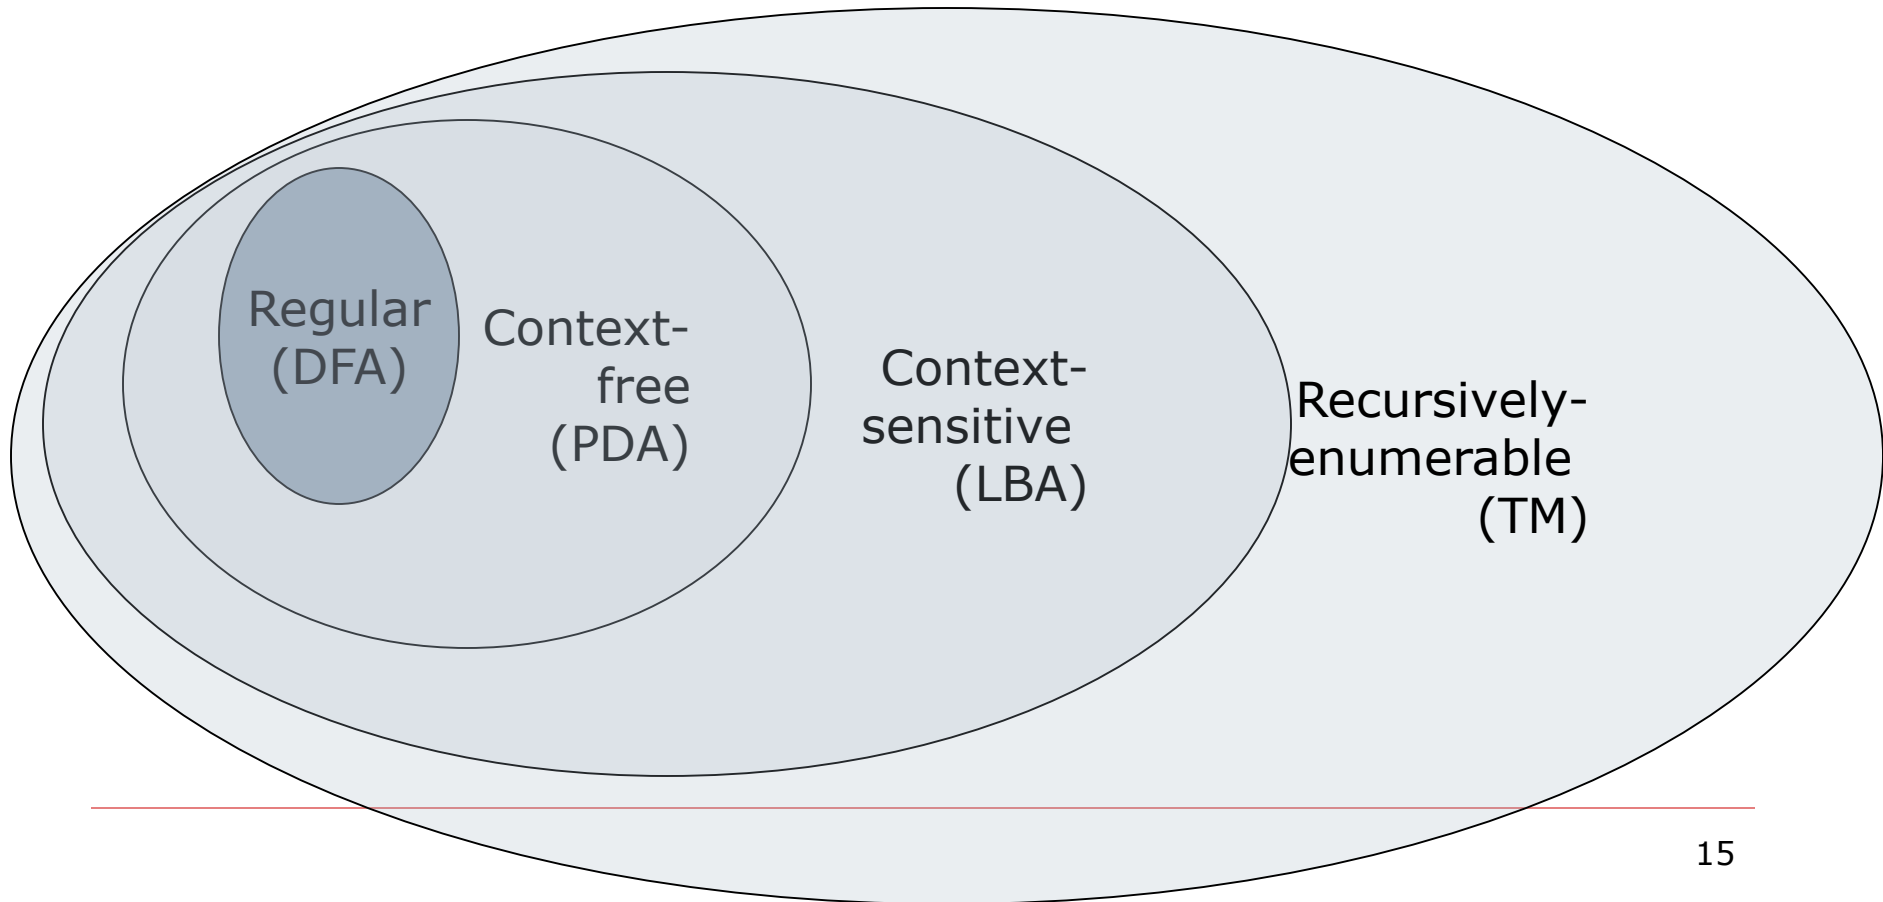 Regular
(DFA)
Context-
free
(PDA)
Context-
sensitive
(LBA)
Recursively-
enumerable
(TM)
15